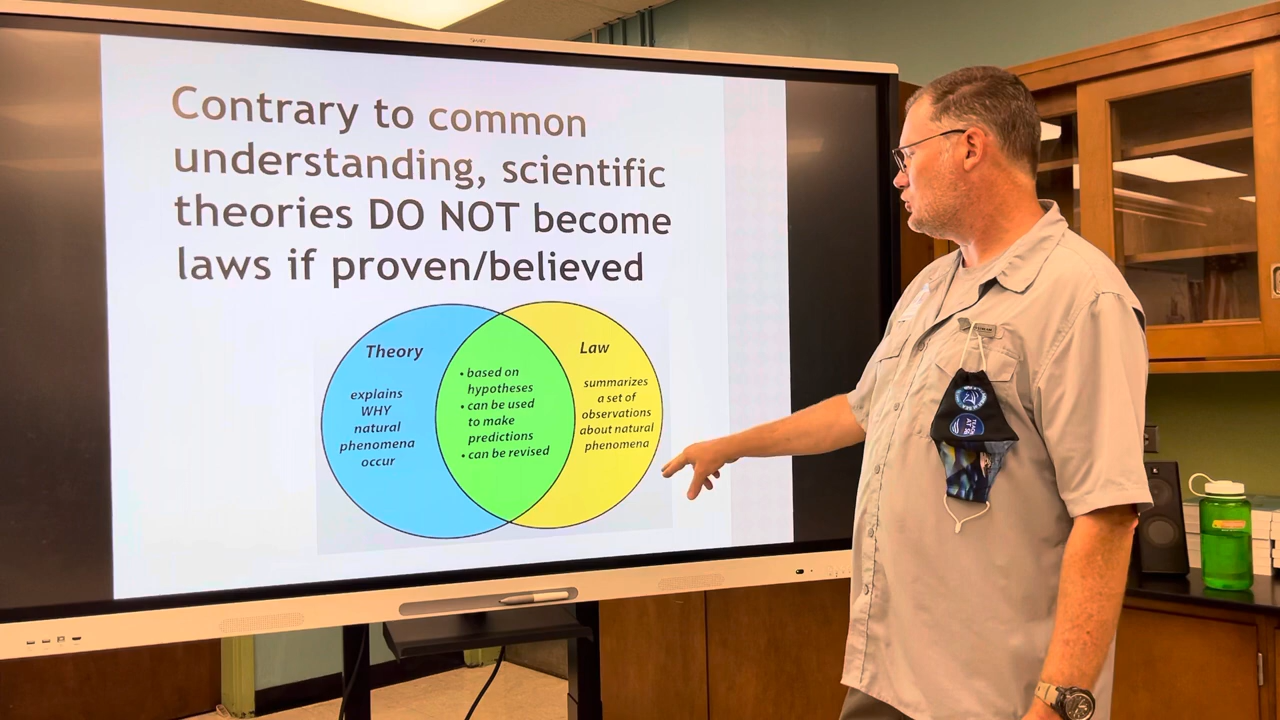 SMART
Contrary to common
understanding, scientific
theories DO NOT become
laws if proven/believed
Theory
explains
WHY
natural
phenomena
occur
• based on
hypotheses
• can be used
to make
predictions
• can be revised
Law
summarizes
a set of
observations
about natural
phenomena